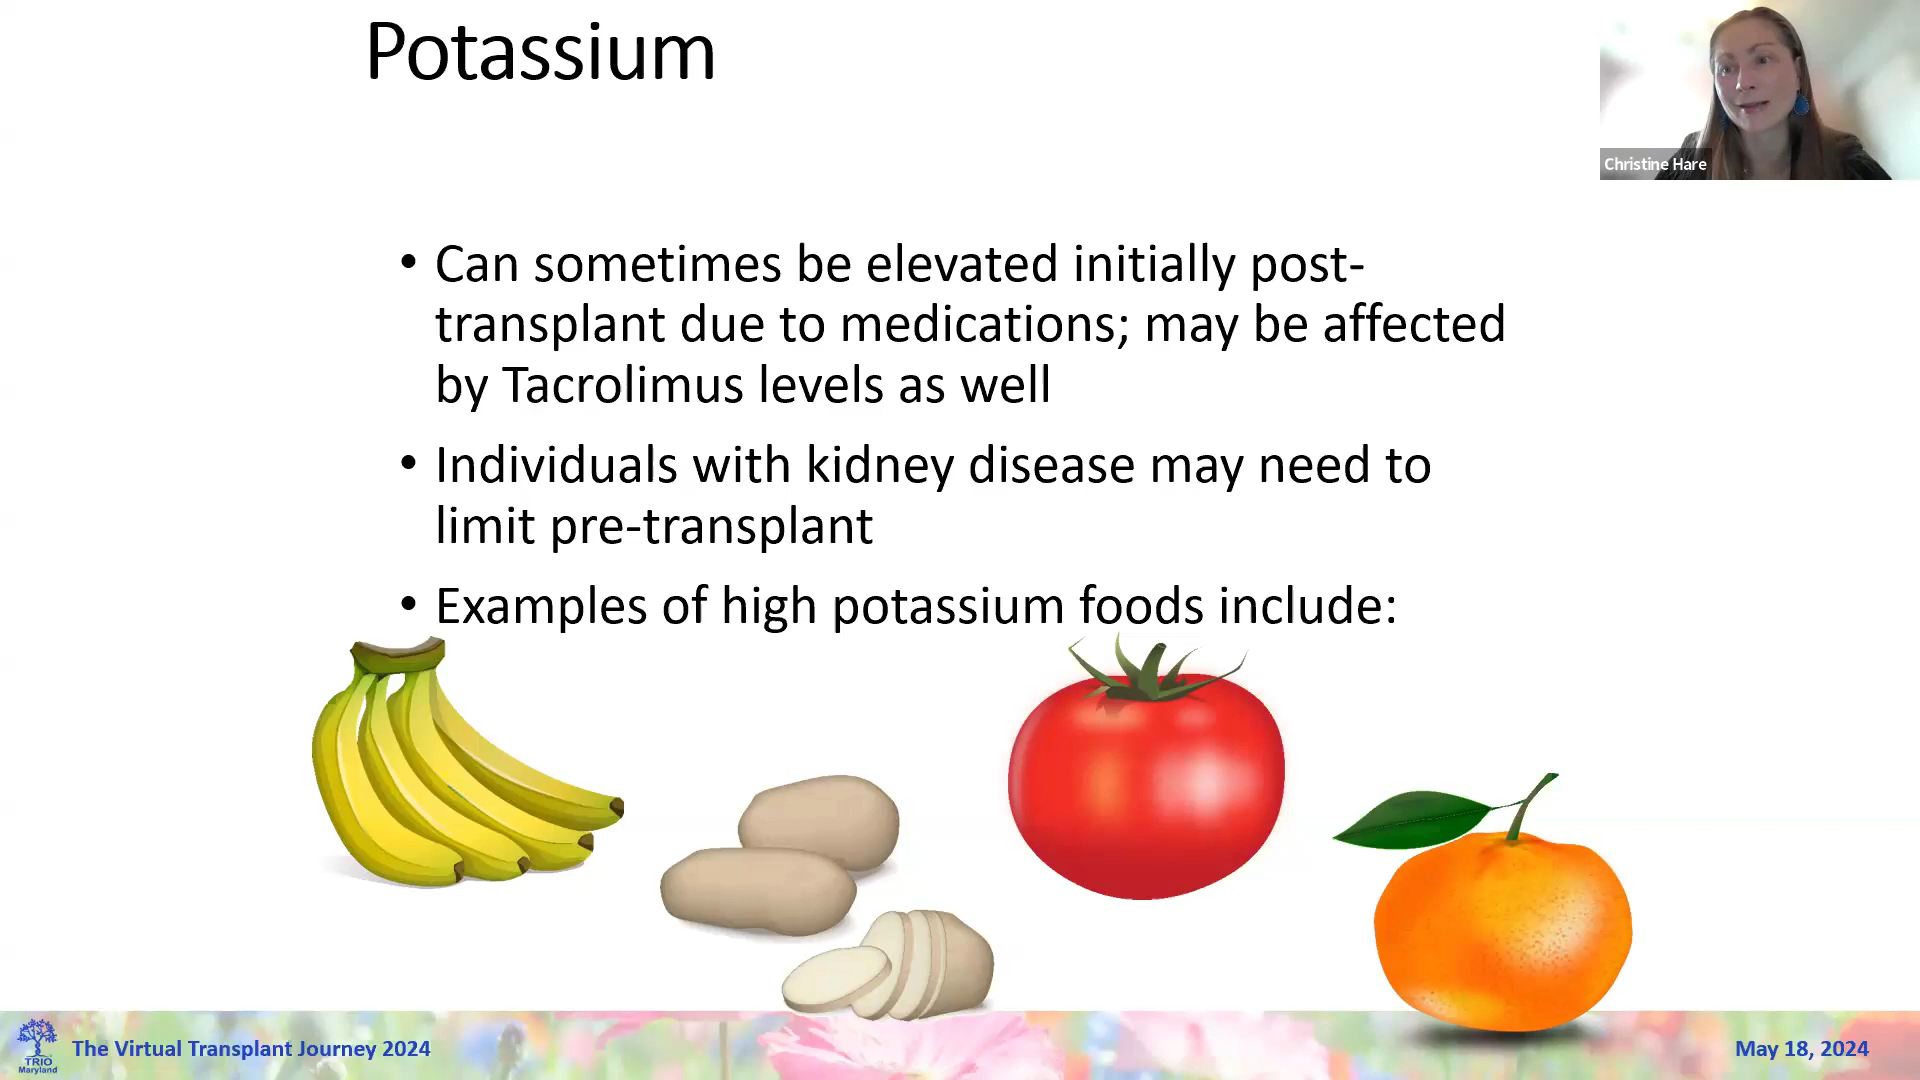 Potassium
Christine Hare
• Can sometimes be elevated initially post-
transplant due to medications; may be affected
by Tacrolimus levels as well
• Individuals with kidney disease may need to
limit pre-transplant
• Examples of high potassium foods include:
TRIO
Maryland
The Virtual Transplant Journey 2024
May 18, 2024